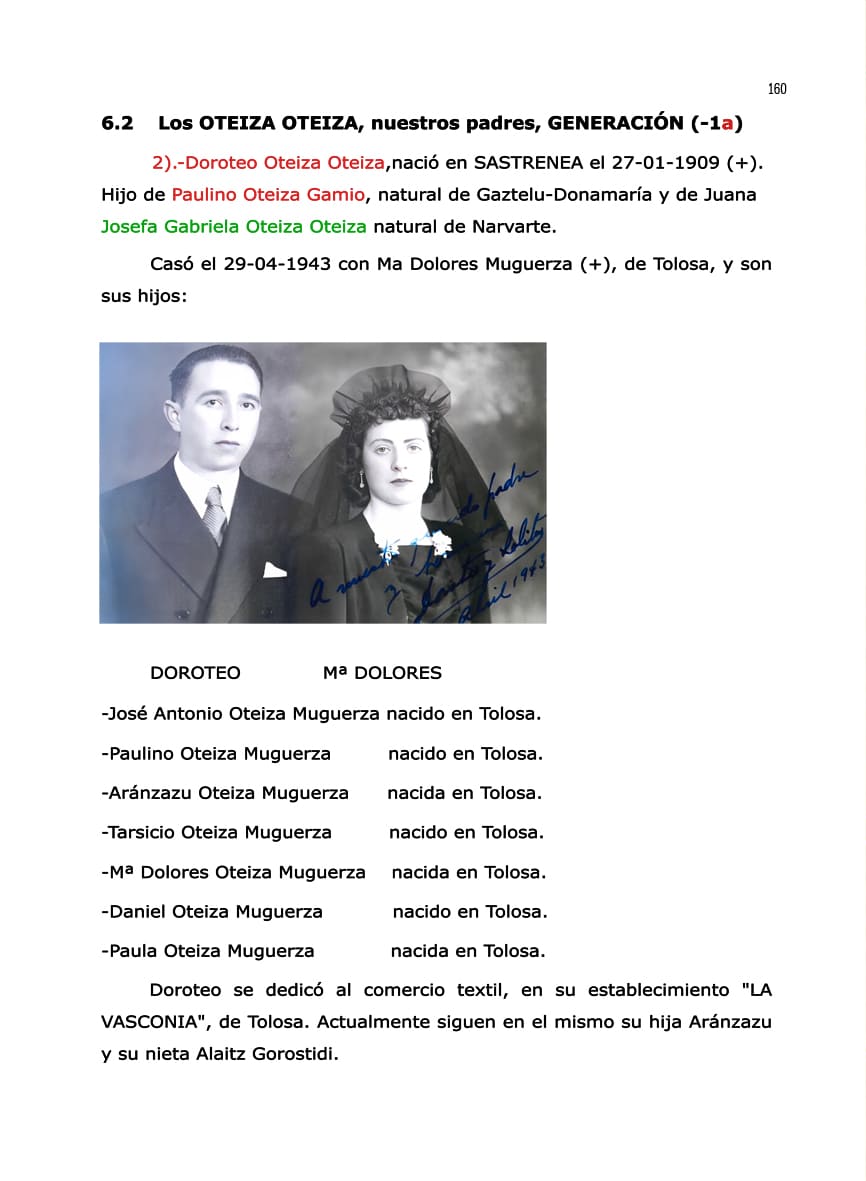 160
6.2 Los OTEIZA OTEIZA, nuestros padres, GENERACIÓN (-1a)
2).-Doroteo Oteiza Oteiza,nació en SASTRENEA el 27-01-1909 (+).
Hijo de Paulino Oteiza Gamio, natural de Gaztelu-Donamaría y de Juana
Josefa Gabriela Oteiza Oteiza natural de Narvarte.
Casó el 29-04-1943 con Ma Dolores Muguerza (+), de Tolosa, y son
sus hijos:
A nuestro querido padre
y
Lolita
Abril 1943
DOROTEO Mª DOLORES
-José Antonio Oteiza Muguerza nacido en Tolosa.
-Paulino Oteiza Muguerza nacido en Tolosa.
-Aránzazu Oteiza Muguerza nacida en Tolosa.
-Tarsicio Oteiza Muguerza nacido en Tolosa.
-Mª Dolores Oteiza Muguerza nacida en Tolosa.
-Daniel Oteiza Muguerza nacido en Tolosa.
-Paula Oteiza Muguerza nacida en Tolosa.
Doroteo se dedicó al comercio textil, en su establecimiento "LA
VASCONIA", de Tolosa. Actualmente siguen en el mismo su hija Aránzazu
y su nieta Alaitz Gorostidi.